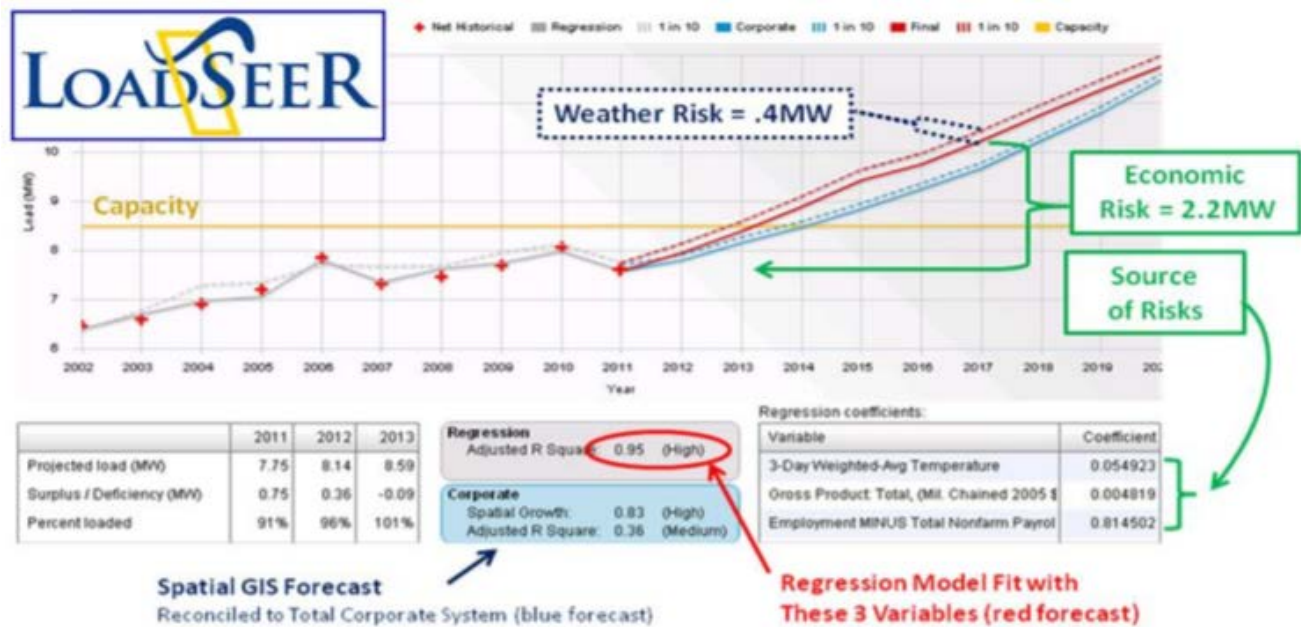 LOADSEER
Net Historical Regression 1 in 10 Corporate 1 in 10 Final 1 in 10 Capacity
Weather Risk = .4MW
Economic
Risk = 2.2MW
Source
of Risks
Capacity
Load (MW)
10
9
8
7
6
2002 2003 2004 2005 2006 2007 2008 2009 2010 2011 2012 2013 2014 2015 2016 2017 2018 2019 202
Year
2011 2012 2013
Projected load (MW) 7.75 8.14 8.59
Surplus / Deficiency (MW) 0.75 0.36 -0.09
Percent loaded 91% 96% 101%
Regression
Adjusted R Square: 0.95 (High)
Corporate
Spatial Growth: 0.83 (High)
Adjusted R Square: 0.36 (Medium)
Regression coefficients:
Variable Coefficient
3-Day Weighted-Avg Temperature 0.054923
Gross Product: Total, (Mil. Chained 2005 $ 0.004819
Employment MINUS Total Nonfarm Payrol 0.814502
Spatial GIS Forecast
Reconciled to Total Corporate System (blue forecast)
Regression Model Fit with
These 3 Variables (red forecast)